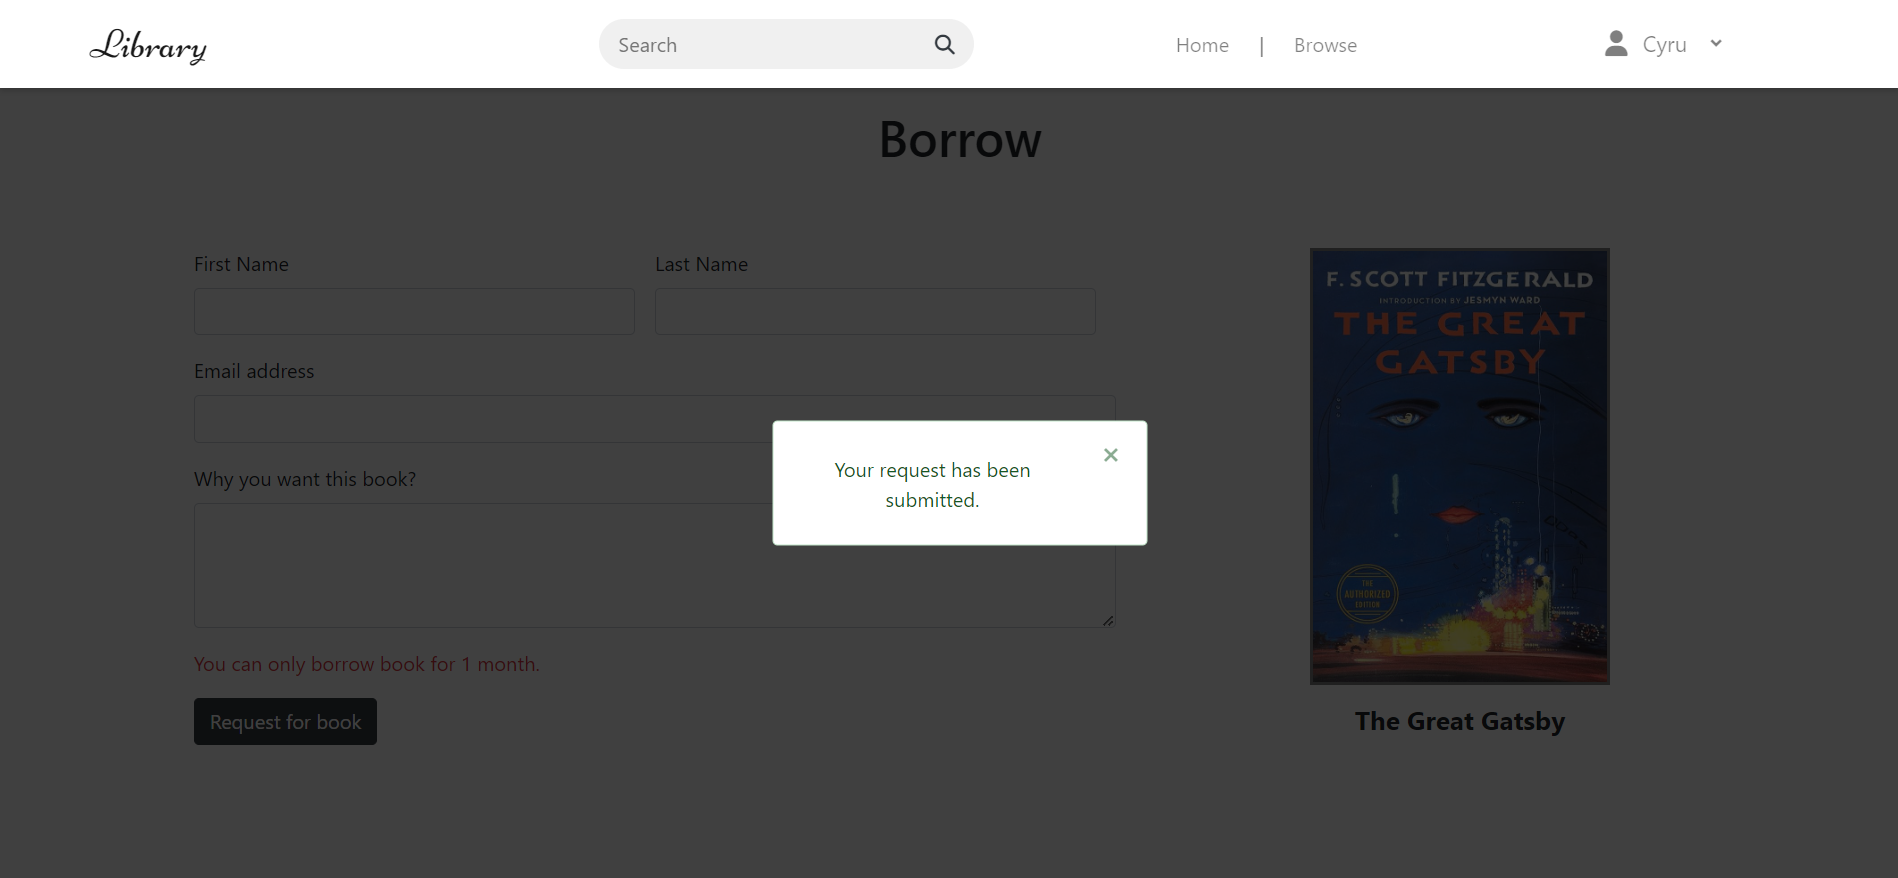 Library
Search
Home | Browse
Cyru
Borrow
First Name
Last Name
Email address
Why you want this book?
Your request has been
submitted.
You can only borrow book for 1 month.
Request for book
F. SCOTT FITZGERALD
INTRODUCTION BY JESMYN WARD
THE GREAT
GATSBY
THE
AUTHORIZED
EDITION
The Great Gatsby